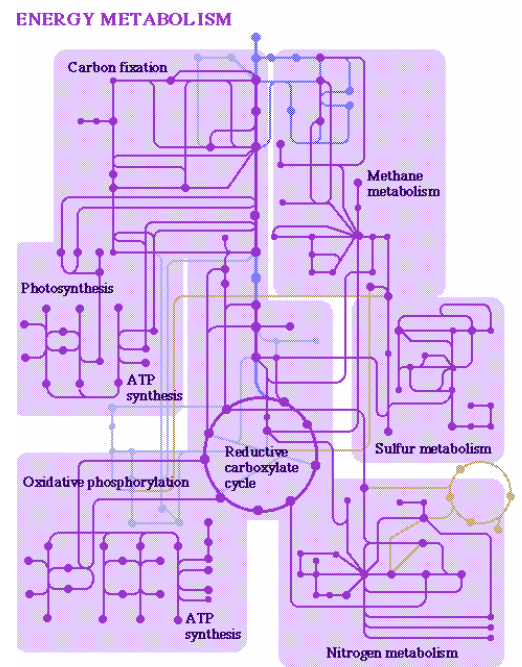 ENERGY METABOLISM
Carbon fixation
Methane
metabolism
Photosynthesis
ATP
synthesis
Sulfur metabolism
Reductive
carboxylate
cycle
Oxidative phosphorylation
ATP
synthesis
Nitrogen metabolism